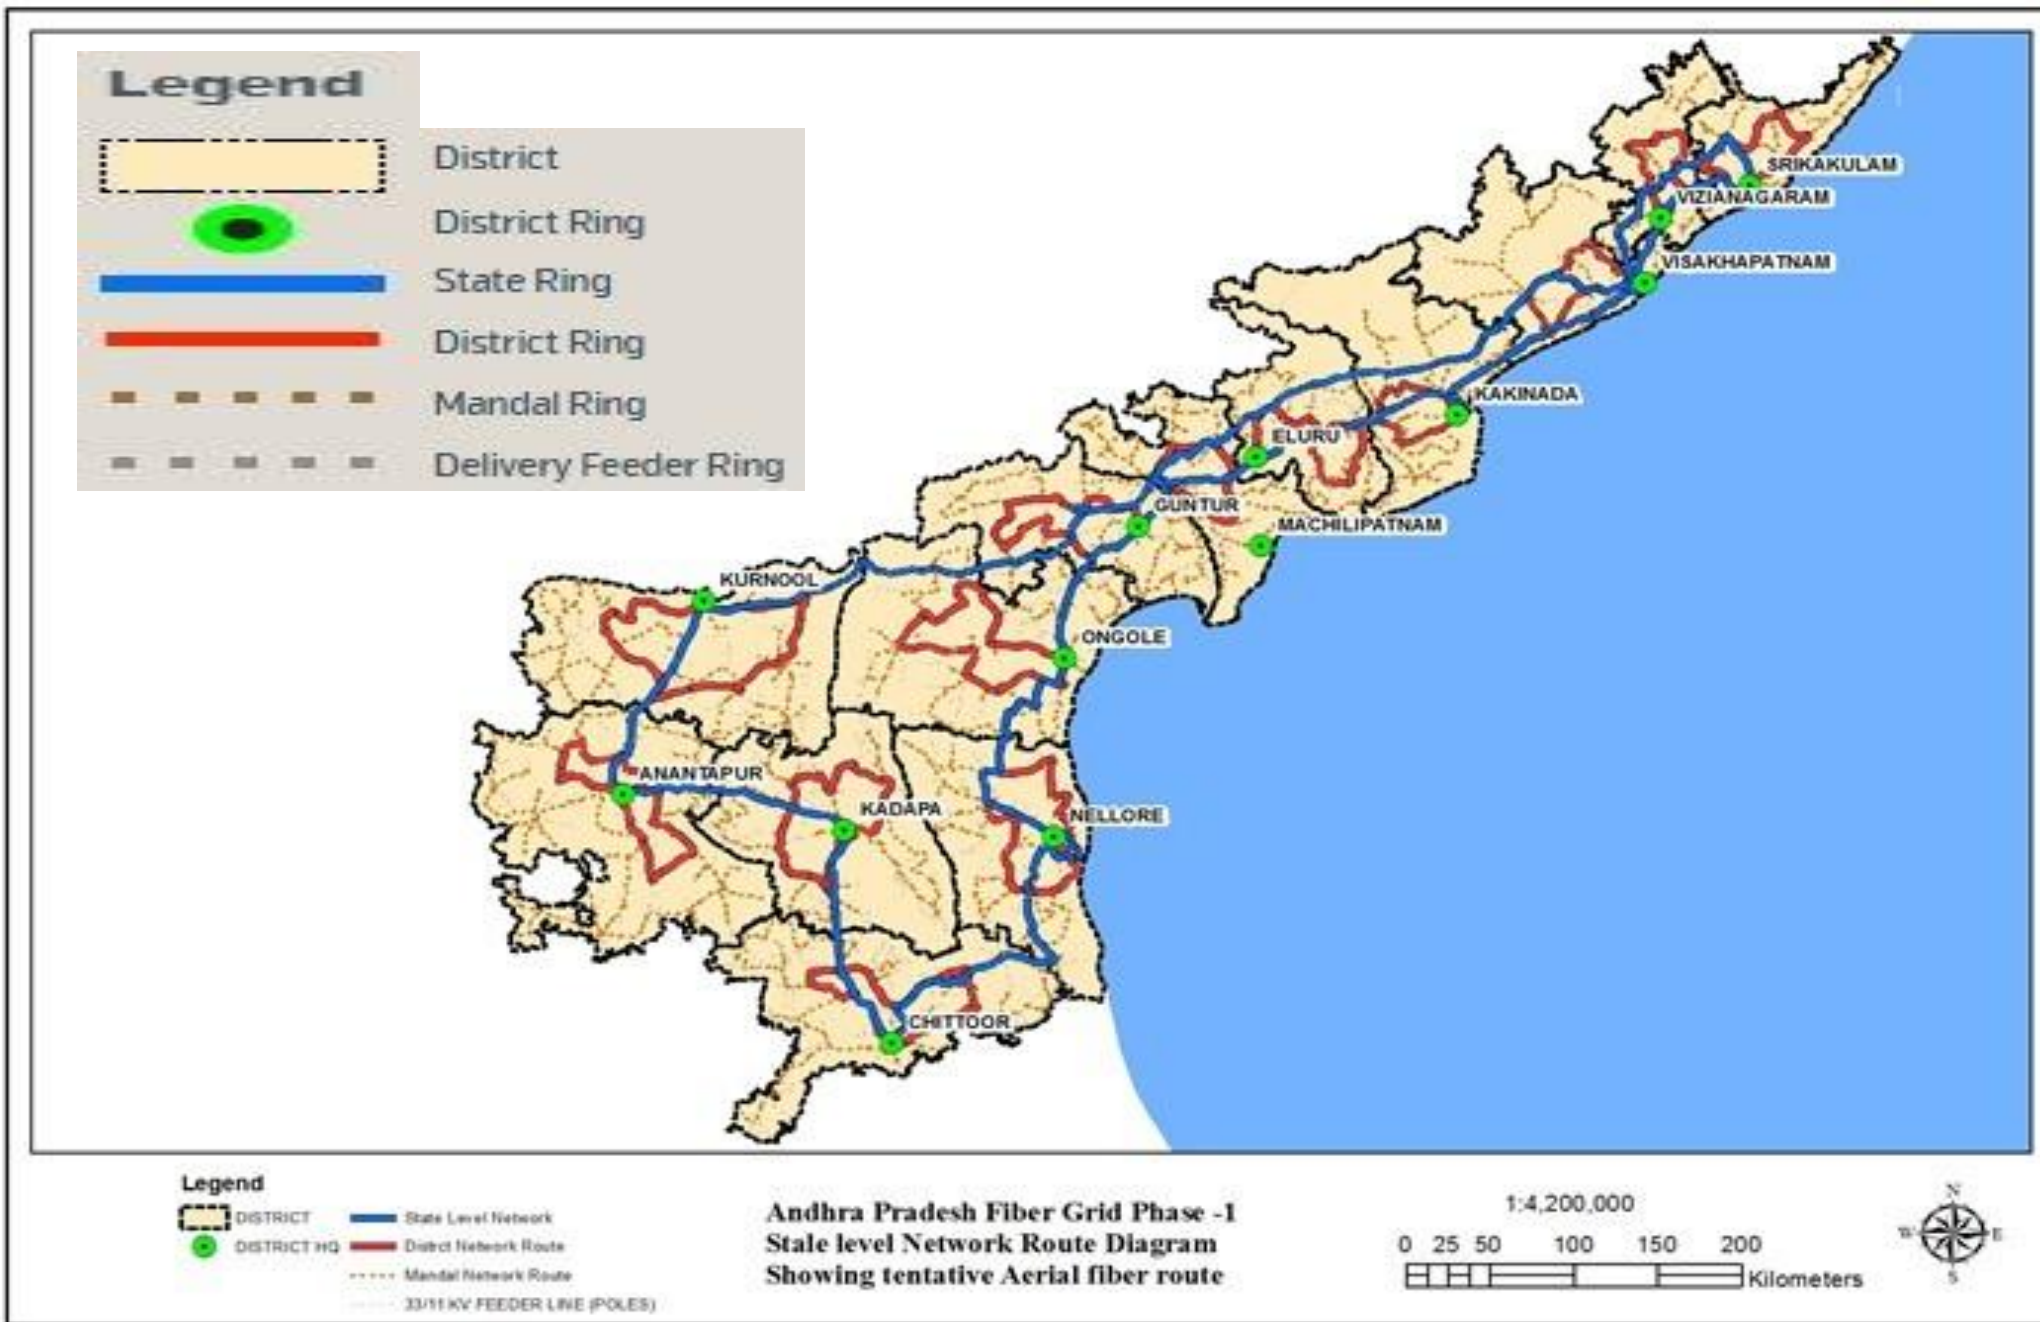 Legend
District
District Ring
State Ring
District Ring
Mandal Ring
Delivery Feeder Ring
SRIKAKULAM
VIZIANAGARAM
VISAKHAPATNAM
KAKINADA
ELURU
GUNTUR
MACHILIPATNAM
KURNOOL
ONGOLE
ANANTAPUR
KADAPA
NELLORE
CHITTOOR
Legend
DISTRICT
State Level Network
DISTRICT HQ
Distrct Network Route
Mandal Network Route
33/11 KV FEEDER LINE (POLES)
Andhra Pradesh Fiber Grid Phase -1
Stale level Network Route Diagram
Showing tentative Aerial fiber route
1:4,200,000
0 25 50 100 150 200
Kilometers
N
W E
S